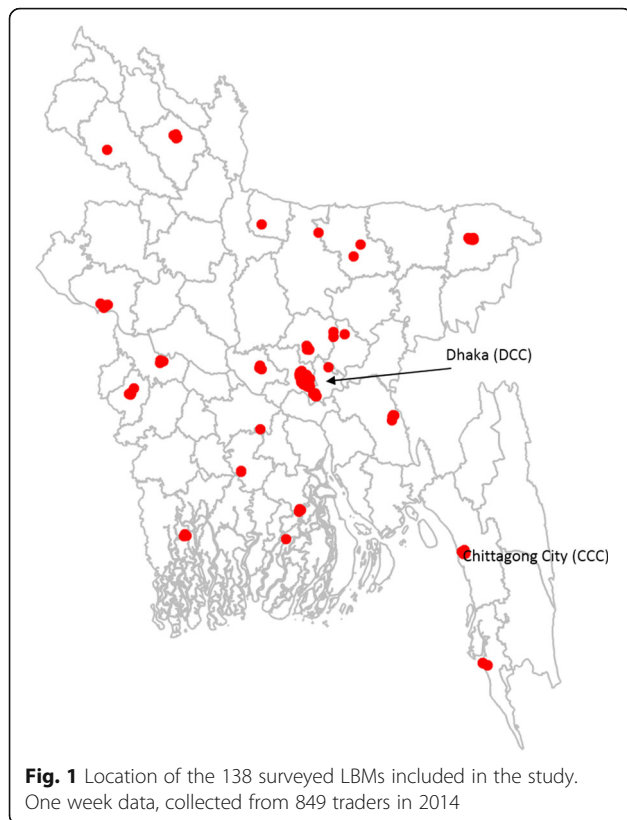 Dhaka (DCC)
Chittagong City (CCC)
Fig. 1 Location of the 138 surveyed LBMs included in the study.
One week data, collected from 849 traders in 2014